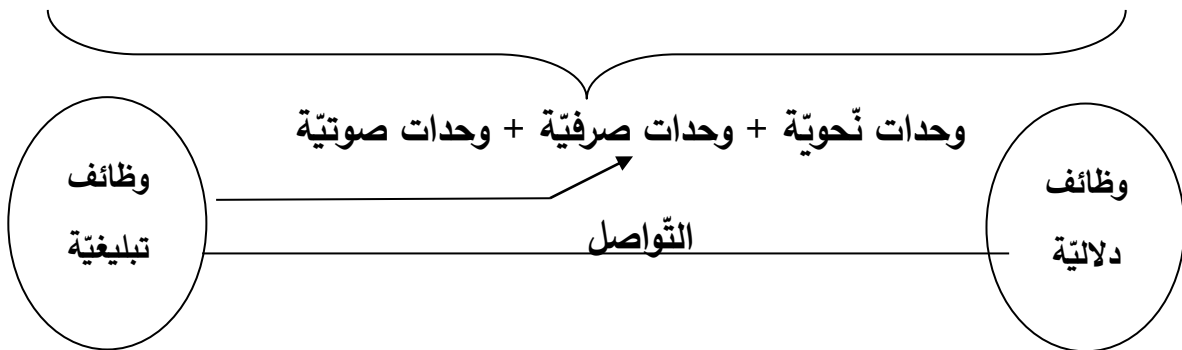 وحدات نّحويّة + وحدات صرفيّة + وحدات صوتيّة
وظائف
دلاليّة
التّواصل
وظائف
تبليغيّة